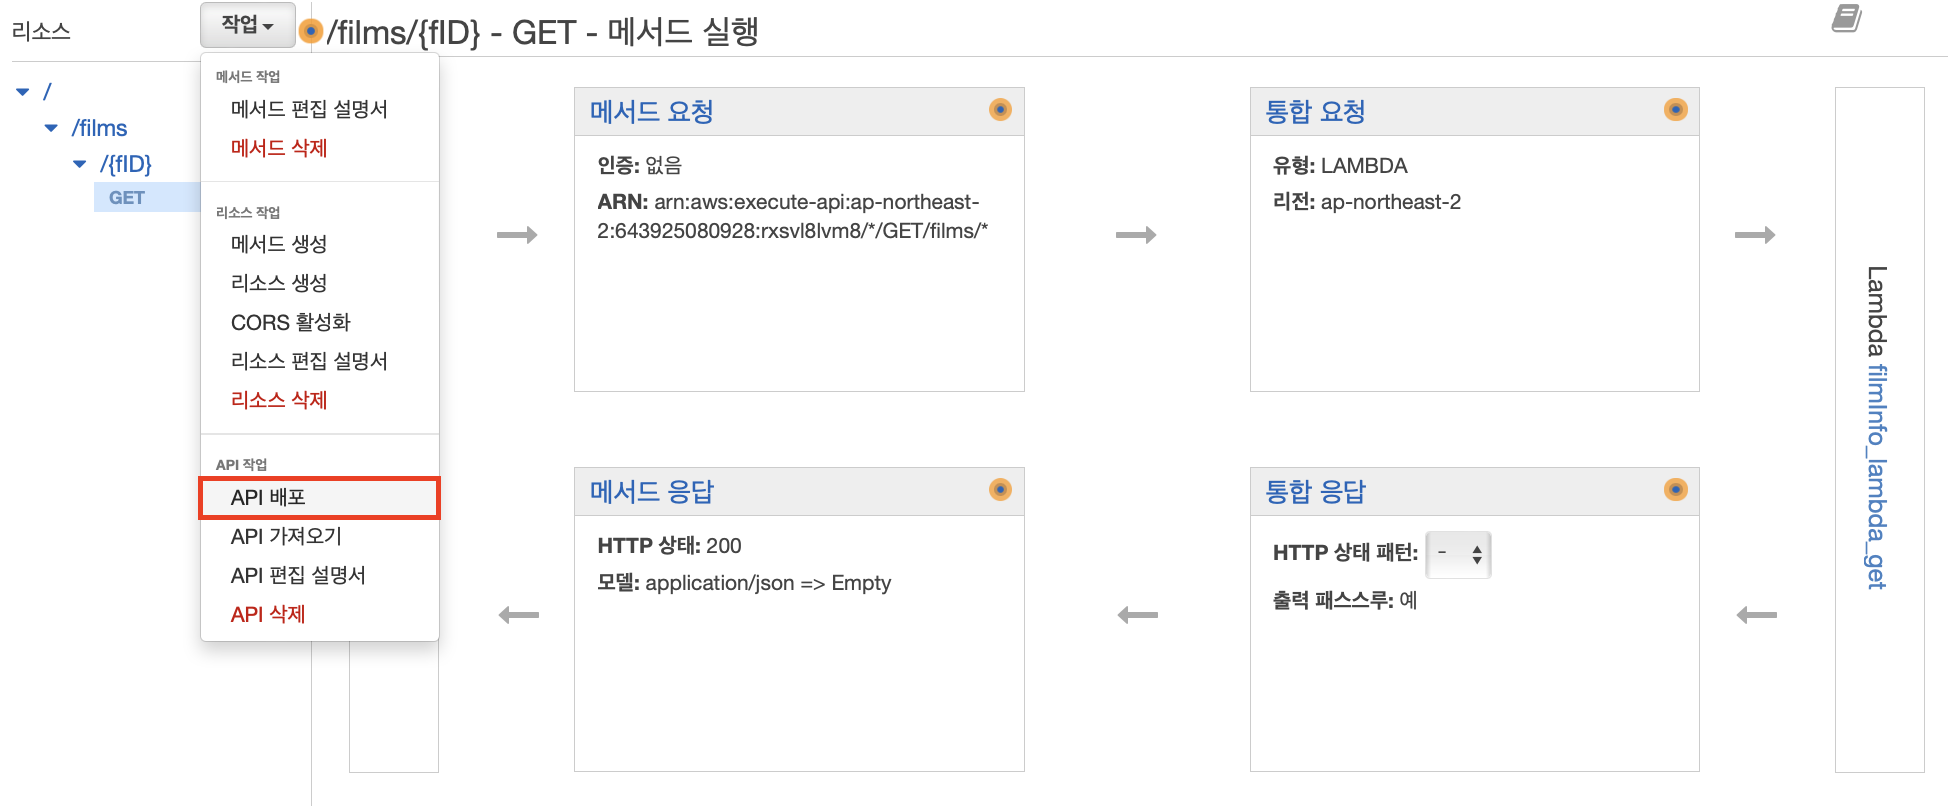 리소스
작업
/films/{fID} - GET - 메서드 실행
/
/films
/{fID}
GET
메서드 작업
메서드 편집 설명서
메서드 삭제
리소스 작업
메서드 생성
리소스 생성
CORS 활성화
리소스 편집 설명서
리소스 삭제
API 작업
API 배포
API 가져오기
API 편집 설명서
API 삭제
메서드 요청
인증: 없음
ARN: arn:aws:execute-api:ap-northeast-
2:643925080928:rxsvl8lvm8/*/GET/films/*
통합 요청
유형: LAMBDA
리전: ap-northeast-2
Lambda filmInfo_lambda_get
메서드 응답
HTTP 상태: 200
모델: application/json => Empty
통합 응답
HTTP 상태 패턴: -
출력 패스스루: 예